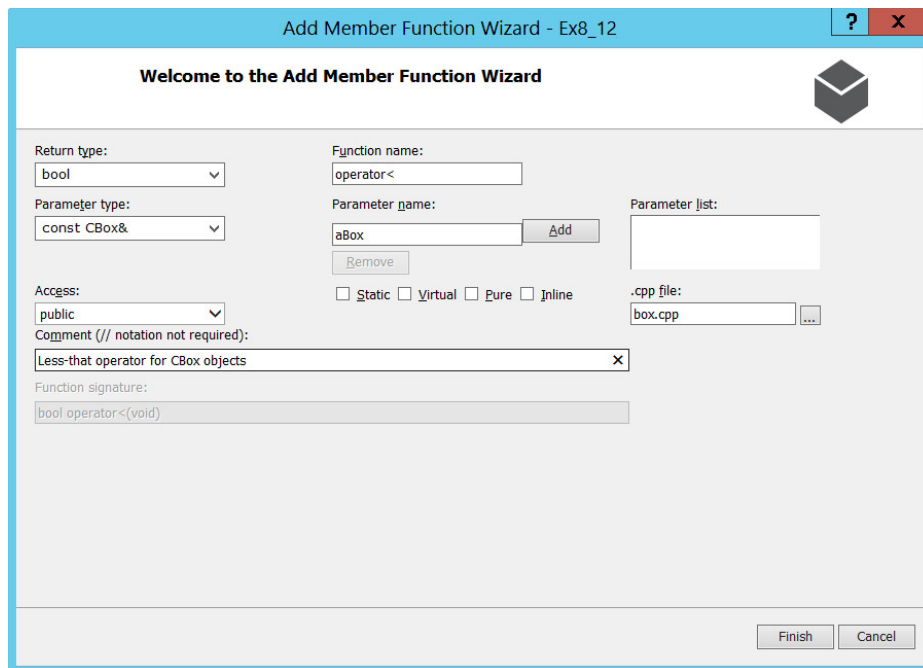 Add Member Function Wizard - Ex8_12
? X
Welcome to the Add Member Function Wizard
Return type: Function name:
bool operator<
Parameter type: Parameter name: Parameter list:
const CBox& aBox Add
Remove
Access: Static Virtual Pure Inline .cpp file:
public box.cpp ...
Comment (// notation not required):
Less-that operator for CBox objects
Function signature:
bool operator<(void)
Finish Cancel